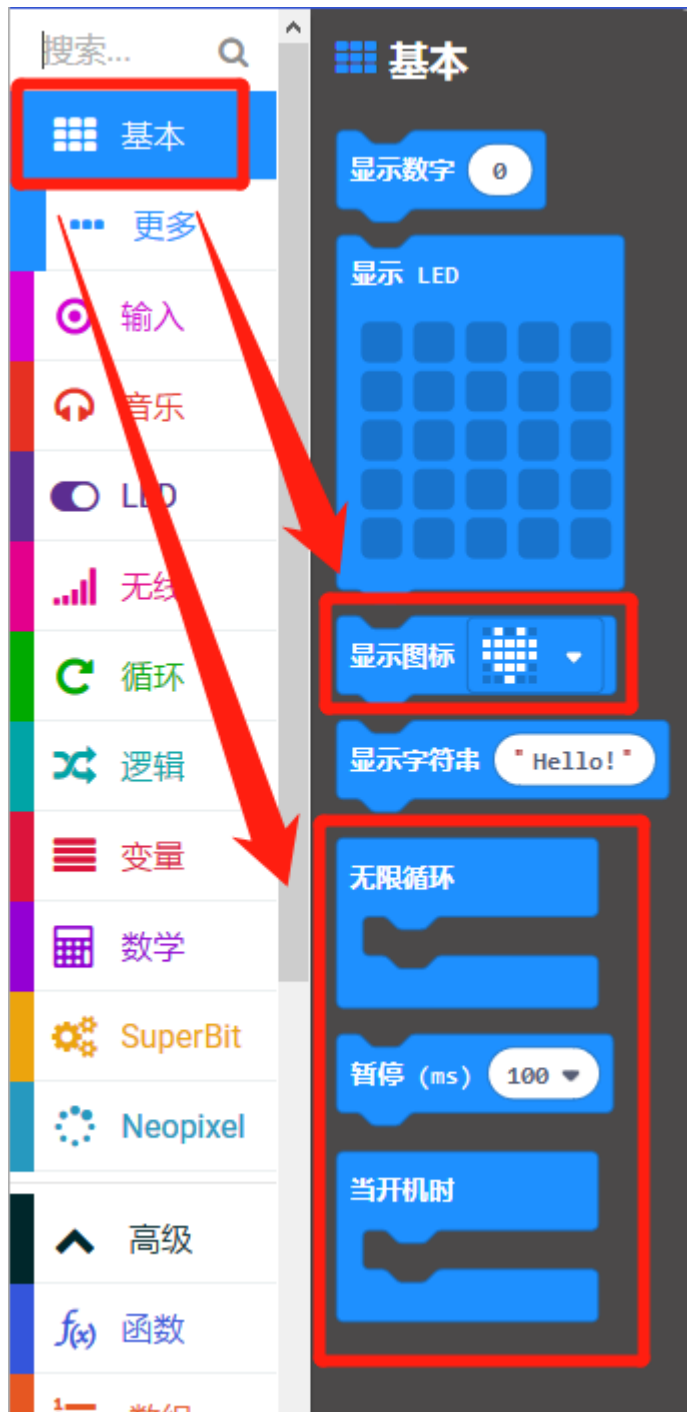 搜索...
基本
更多
输入
音乐
LED
无线
循环
逻辑
变量
数学
SuperBit
Neopixel
高级
f(x) 函数
基本
显示数字 0
显示 LED
显示图标
显示字符串 "Hello!"
无限循环
暂停 (ms) 100
当开机时